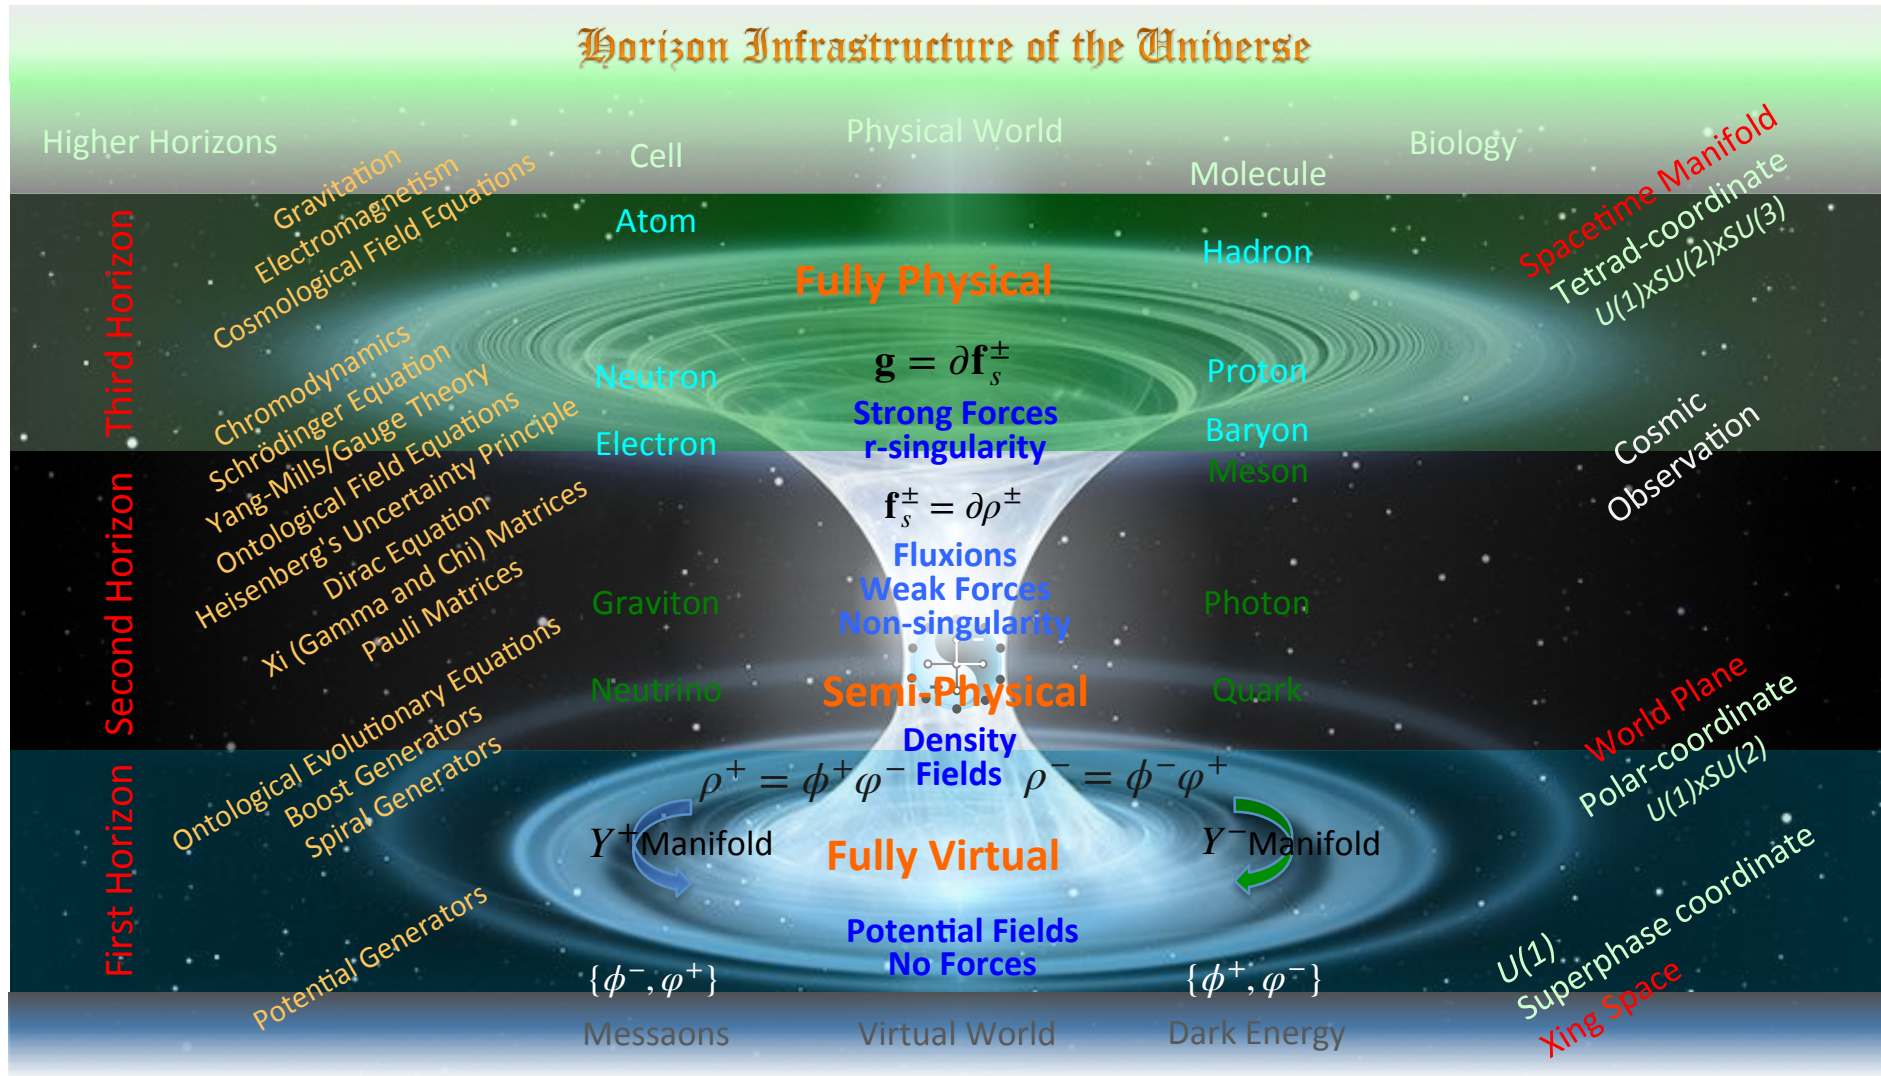 Horizon Infrastructure of the Universe
Higher Horizons
Cell
Physical World
Molecule
Biology
Third Horizon
Gravitation
Electromagnetism
Cosmological Field Equations
Atom
Hadron
Fully Physical
Spacetime Manifold
Tetrad-coordinate
U(1)xSU(2)xSU(3)
𝐠 = ∂𝐟ₛ±
Neutron
Proton
Strong Forces
r-singularity
Electron
Baryon
Chromodynamics
Schrödinger Equation
Yang-Mills/Gauge Theory
Ontological Field Equations
Heisenberg's Uncertainty Principle
Dirac Equation
Xi (Gamma and Chi) Matrices
Pauli Matrices
Cosmic
Observation
Second Horizon
Meson
𝐟ₛ± = ∂ρ±
Fluxions
Weak Forces
Non-singularity
Graviton
Photon
Neutrino
Semi-Physical
Quark
World Plane
Polar-coordinate
U(1)xSU(2)
Ontological Evolutionary Equations
Boost Generators
Spiral Generators
First Horizon
Density
Fields
ρ⁺ = ϕ⁺φ⁻
ρ⁻ = ϕ⁻φ⁺
Y⁺Manifold
Fully Virtual
Y⁻Manifold
Potential Generators
Potential Fields
No Forces
{ϕ⁻, φ⁺}
{ϕ⁺, φ⁻}
U(1)
Superphase coordinate
Xing Space
Messaons
Virtual World
Dark Energy